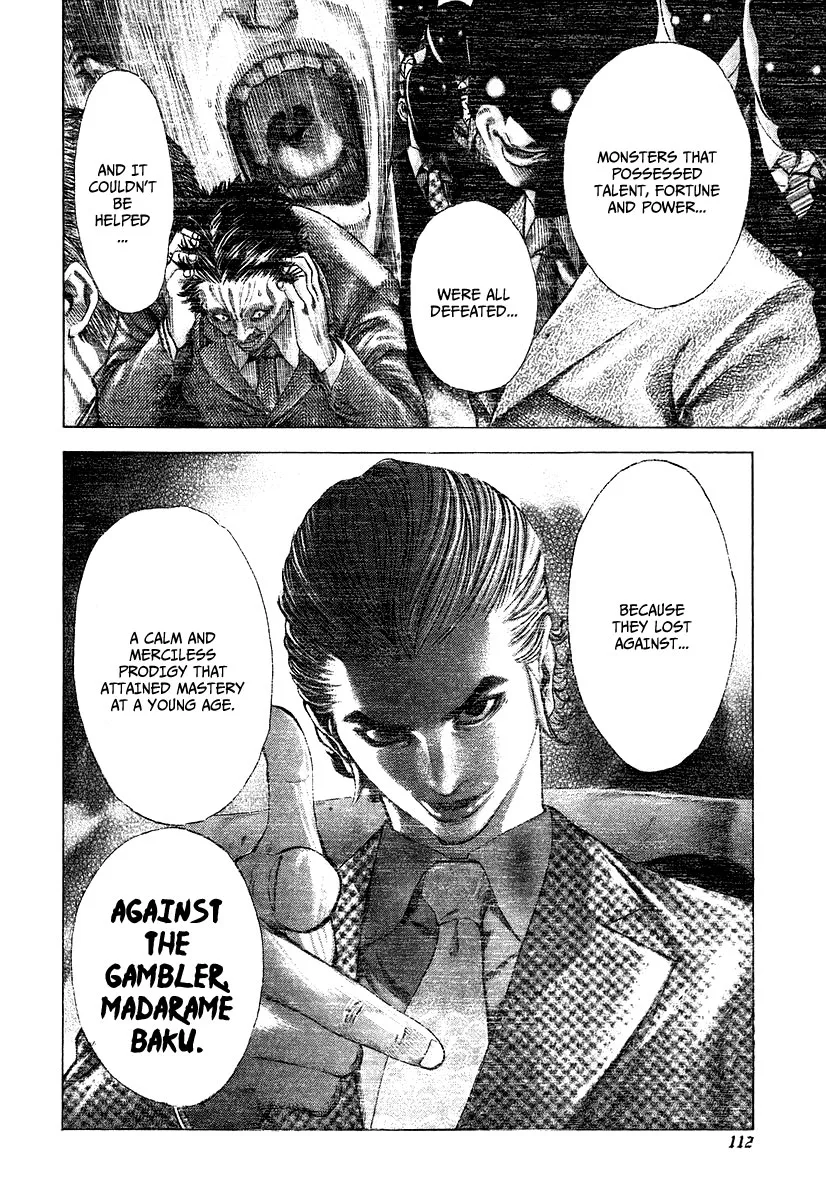 MONSTERS THAT
POSSESSED
TALENT, FORTUNE
AND POWER...
WERE ALL
DEFEATED...
AND IT
COULDN'T
BE
HELPED
...
BECAUSE
THEY LOST
AGAINST...
A CALM AND
MERCILESS
PRODIGY THAT
ATTAINED MASTERY
AT A YOUNG AGE.
AGAINST
THE
GAMBLER,
MADARAME
BAKU.
112